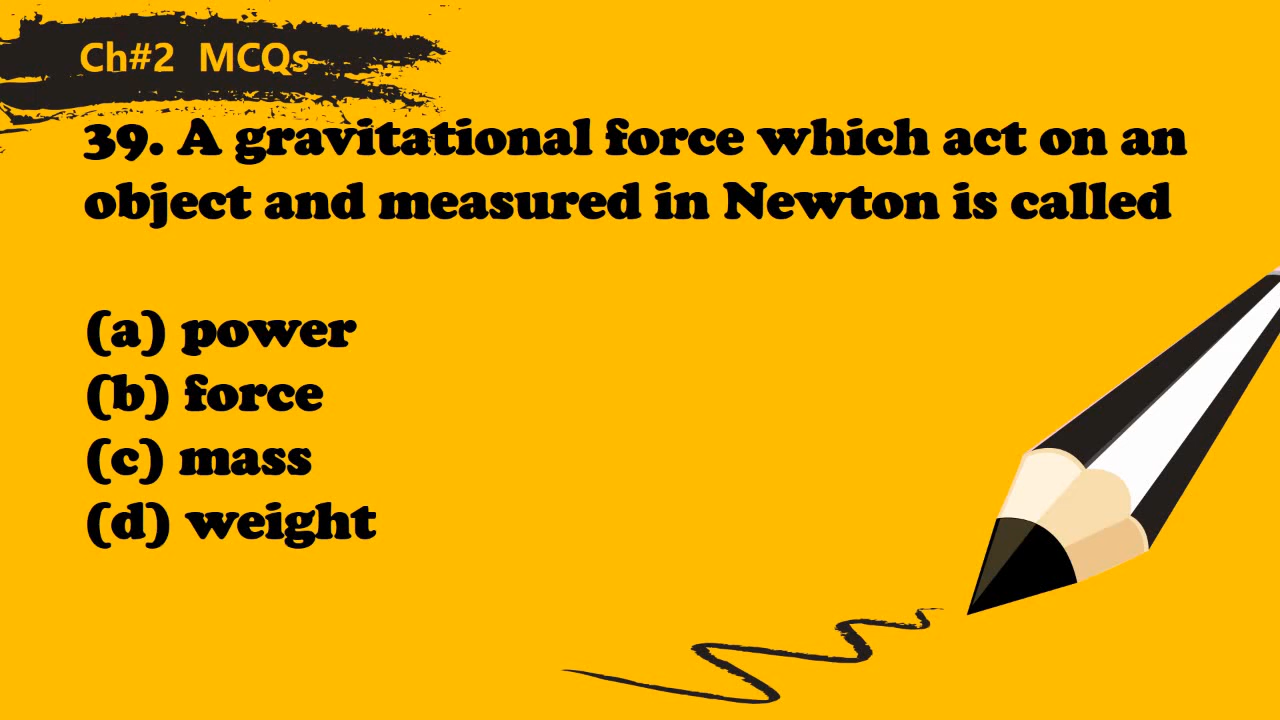 Ch#2 MCQs
39. A gravitational force which act on an
object and measured in Newton is called
(a) power
(b) force
(c) mass
(d) weight